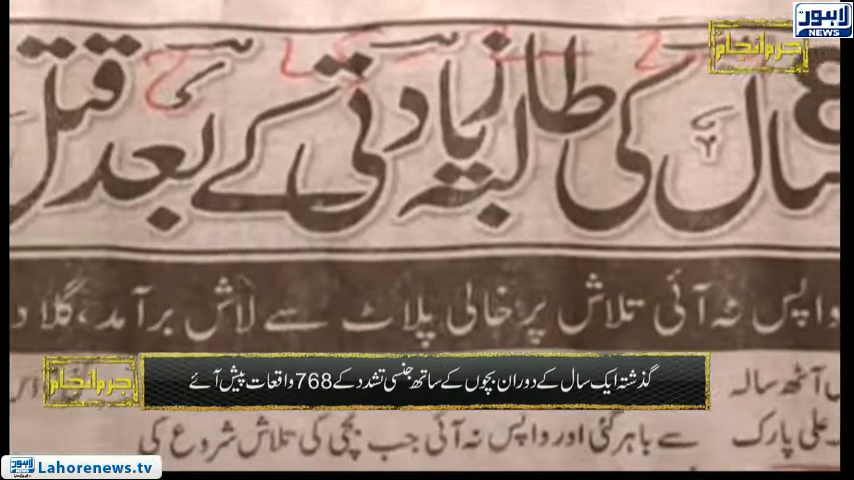 لاہور
NEWS
جرم انجام
سال کی طالبہ زیادتی کے بعد قتل
واپس نہ آئی تلاش پر خالی پلاٹ سے لاش برآمد، گلا د
گذشتہ ایک سال کے دوران بچوں کے ساتھ جنسی تشدد کے 768 واقعات پیش آئے
جرم انجام
آٹھ سالہ
علی پارک سے باہر گئی اور واپس نہ آئی جب بچی کی تلاش شروع کی
لاہور
Lahorenews.tv